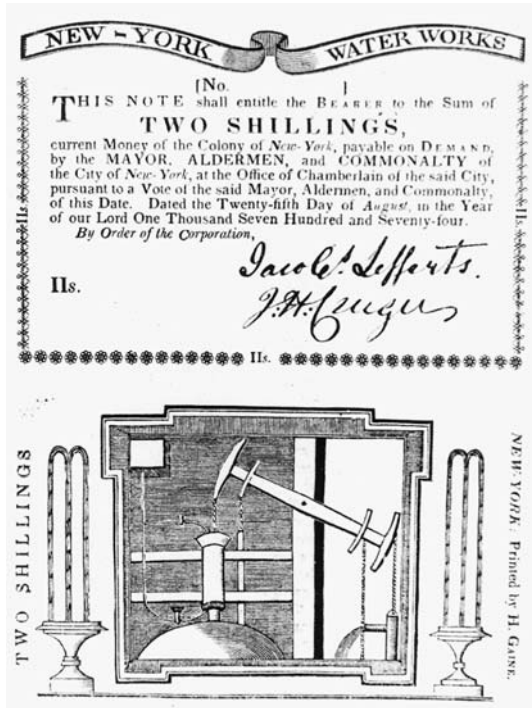 NEW-YORK WATER WORKS
[No. ]
THIS NOTE shall entitle the BEARER to the Sum of
TWO SHILLINGS,
current Money of the Colony of New-York, payable on DEMAND,
by the MAYOR, ALDERMEN, and COMMONALTY of
the City of New-York, at the Office of Chamberlain of the said City,
pursuant to a Vote of the said Mayor, Aldermen, and Commonalty,
of this Date. Dated the Twenty-fifth Day of August, in the Year
of our Lord One Thousand Seven Hundred and Seventy-four.
By Order of the Corporation,
Jacobs. Lefferts.
IIs.
J. H. Cruger
IIs.
IIs.
IIs.
TWO SHILLINGS
NEW-YORK: Printed by H. GAINE.